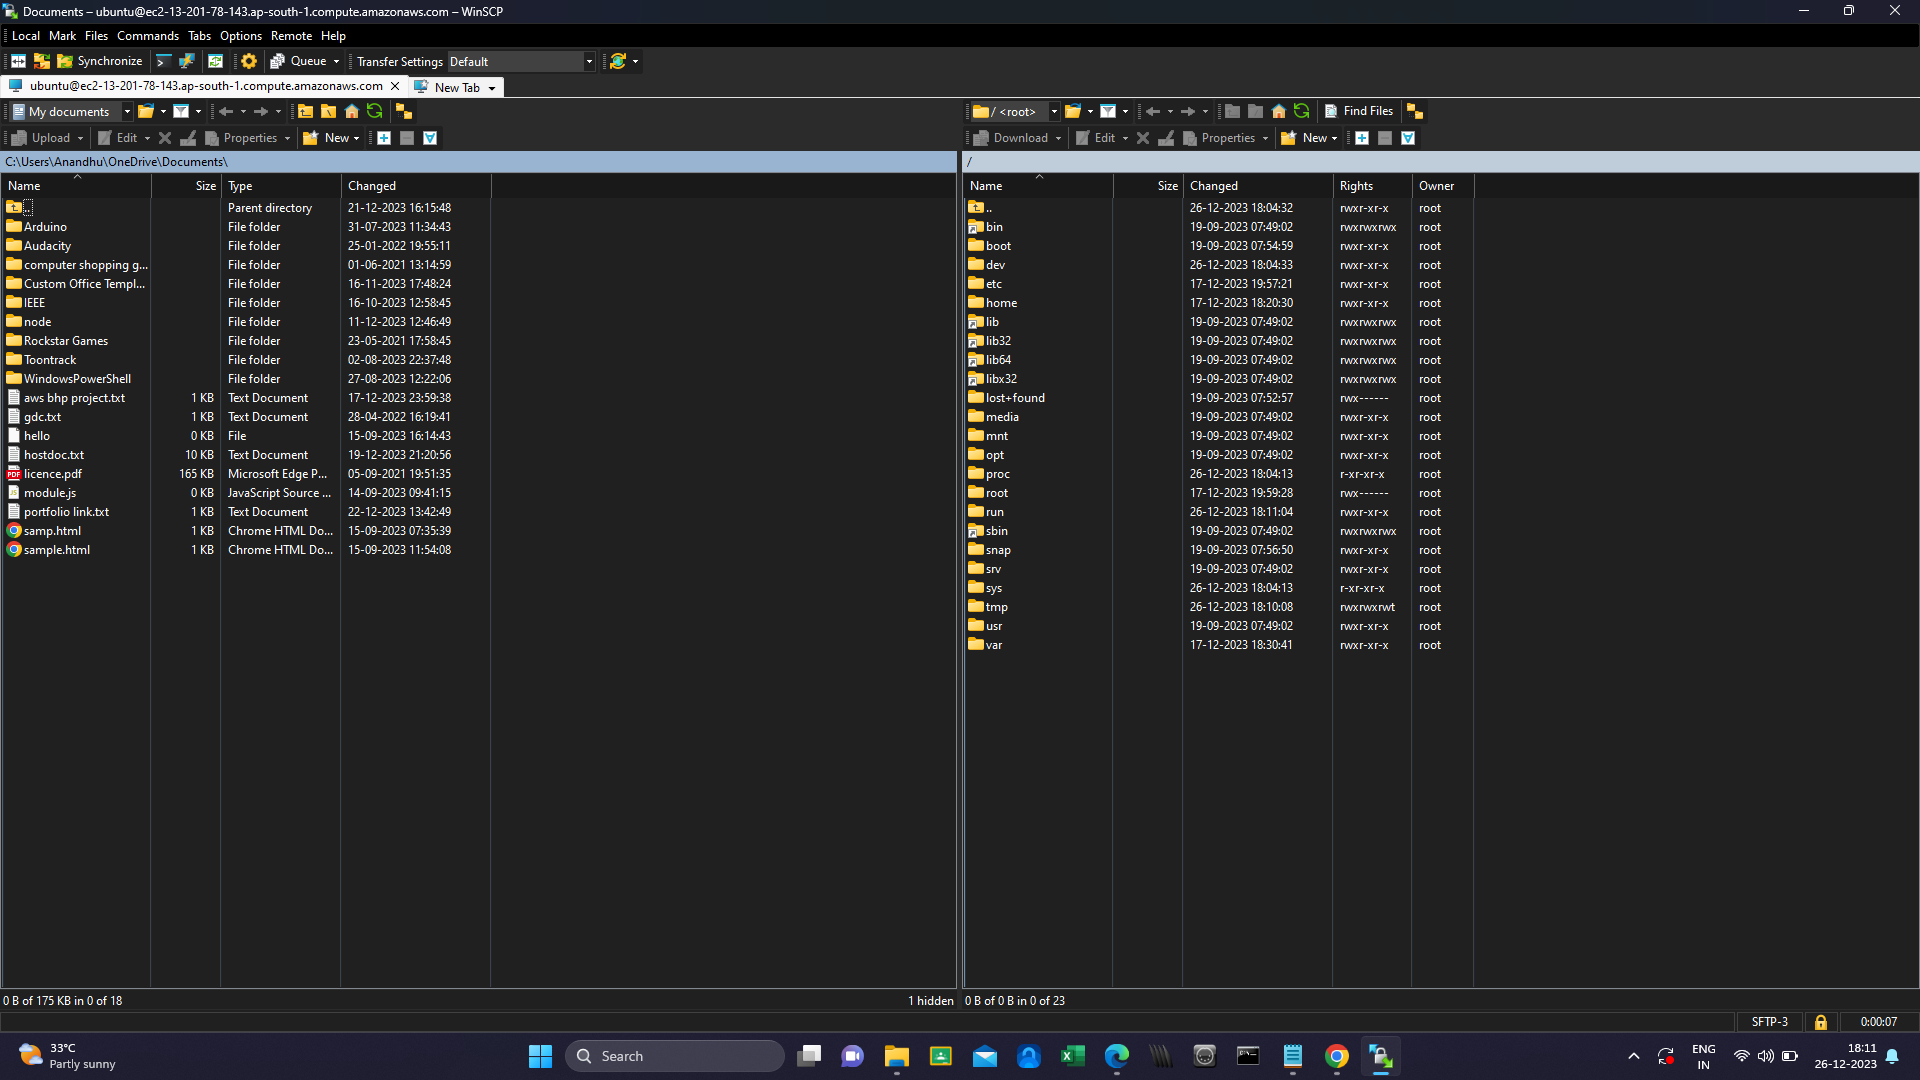 Documents – ubuntu@ec2-13-201-78-143.ap-south-1.compute.amazonaws.com – WinSCP
Local Mark Files Commands Tabs Options Remote Help
Synchronize Queue Transfer Settings Default
ubuntu@ec2-13-201-78-143.ap-south-1.compute.amazonaws.com New Tab
My documents
Upload Edit Properties New
C:\Users\Anandhu\OneDrive\Documents\
Name Size Type Changed
.. Parent directory 21-12-2023 16:15:48
Arduino File folder 31-07-2023 11:34:43
Audacity File folder 25-01-2022 19:55:11
computer shopping g... File folder 01-06-2021 13:14:59
Custom Office Templ... File folder 16-11-2023 17:48:24
IEEE File folder 16-10-2023 12:58:45
node File folder 11-12-2023 12:46:49
Rockstar Games File folder 23-05-2021 17:58:45
Toontrack File folder 02-08-2023 22:37:48
WindowsPowerShell File folder 27-08-2023 12:22:06
aws bhp project.txt 1 KB Text Document 17-12-2023 23:59:38
gdc.txt 1 KB Text Document 28-04-2022 16:19:41
hello 0 KB File 15-09-2023 16:14:43
hostdoc.txt 10 KB Text Document 19-12-2023 21:20:56
licence.pdf 165 KB Microsoft Edge P... 05-09-2021 19:51:35
module.js 0 KB JavaScript Source ... 14-09-2023 09:41:15
portfolio link.txt 1 KB Text Document 22-12-2023 13:42:49
samp.html 1 KB Chrome HTML Do... 15-09-2023 07:35:39
sample.html 1 KB Chrome HTML Do... 15-09-2023 11:54:08
0 B of 175 KB in 0 of 18 1 hidden
/ <root> Find Files
Download Edit Properties New
/
Name Size Changed Rights Owner
.. 26-12-2023 18:04:32 rwxr-xr-x root
bin 19-09-2023 07:49:02 rwxrwxrwx root
boot 19-09-2023 07:54:59 rwxr-xr-x root
dev 26-12-2023 18:04:33 rwxr-xr-x root
etc 17-12-2023 19:57:21 rwxr-xr-x root
home 17-12-2023 18:20:30 rwxr-xr-x root
lib 19-09-2023 07:49:02 rwxrwxrwx root
lib32 19-09-2023 07:49:02 rwxrwxrwx root
lib64 19-09-2023 07:49:02 rwxrwxrwx root
libx32 19-09-2023 07:49:02 rwxrwxrwx root
lost+found 19-09-2023 07:52:57 rwx------ root
media 19-09-2023 07:49:02 rwxr-xr-x root
mnt 19-09-2023 07:49:02 rwxr-xr-x root
opt 19-09-2023 07:49:02 rwxr-xr-x root
proc 26-12-2023 18:04:13 r-xr-xr-x root
root 17-12-2023 19:59:28 rwx------ root
run 26-12-2023 18:11:04 rwxr-xr-x root
sbin 19-09-2023 07:49:02 rwxrwxrwx root
snap 19-09-2023 07:56:50 rwxr-xr-x root
srv 19-09-2023 07:49:02 rwxr-xr-x root
sys 26-12-2023 18:04:13 r-xr-xr-x root
tmp 26-12-2023 18:10:08 rwxrwxrwt root
usr 19-09-2023 07:49:02 rwxr-xr-x root
var 17-12-2023 18:30:41 rwxr-xr-x root
0 B of 0 B in 0 of 23
SFTP-3 0:00:07
33°C
Partly sunny
Search
ENG
IN
18:11
26-12-2023